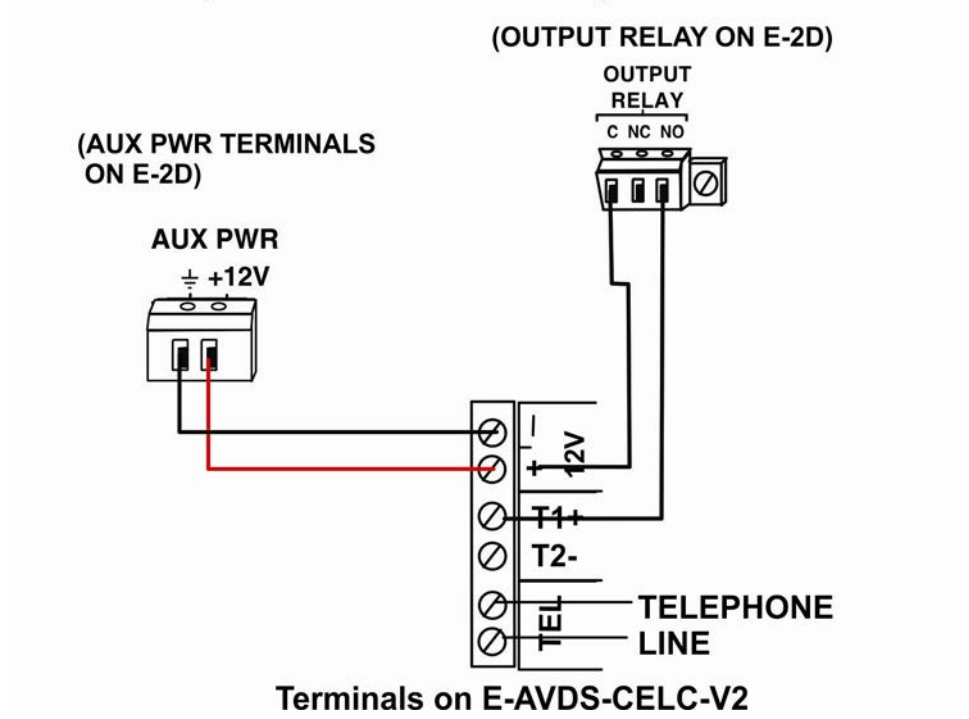 (OUTPUT RELAY ON E-2D)
OUTPUT
RELAY
C NC NO
(AUX PWR TERMINALS
ON E-2D)
AUX PWR
⏚ +12V
–
+
12V
T1+
T2-
TEL
TELEPHONE
LINE
Terminals on E-AVDS-CELC-V2